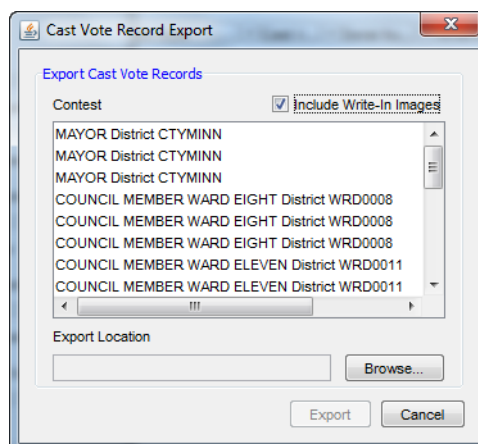 Cast Vote Record Export
Export Cast Vote Records
Contest
Include Write-In Images
MAYOR District CTYMINN
MAYOR District CTYMINN
MAYOR District CTYMINN
COUNCIL MEMBER WARD EIGHT District WRD0008
COUNCIL MEMBER WARD EIGHT District WRD0008
COUNCIL MEMBER WARD EIGHT District WRD0008
COUNCIL MEMBER WARD ELEVEN District WRD0011
COUNCIL MEMBER WARD ELEVEN District WRD0011
Export Location
Browse...
Export
Cancel